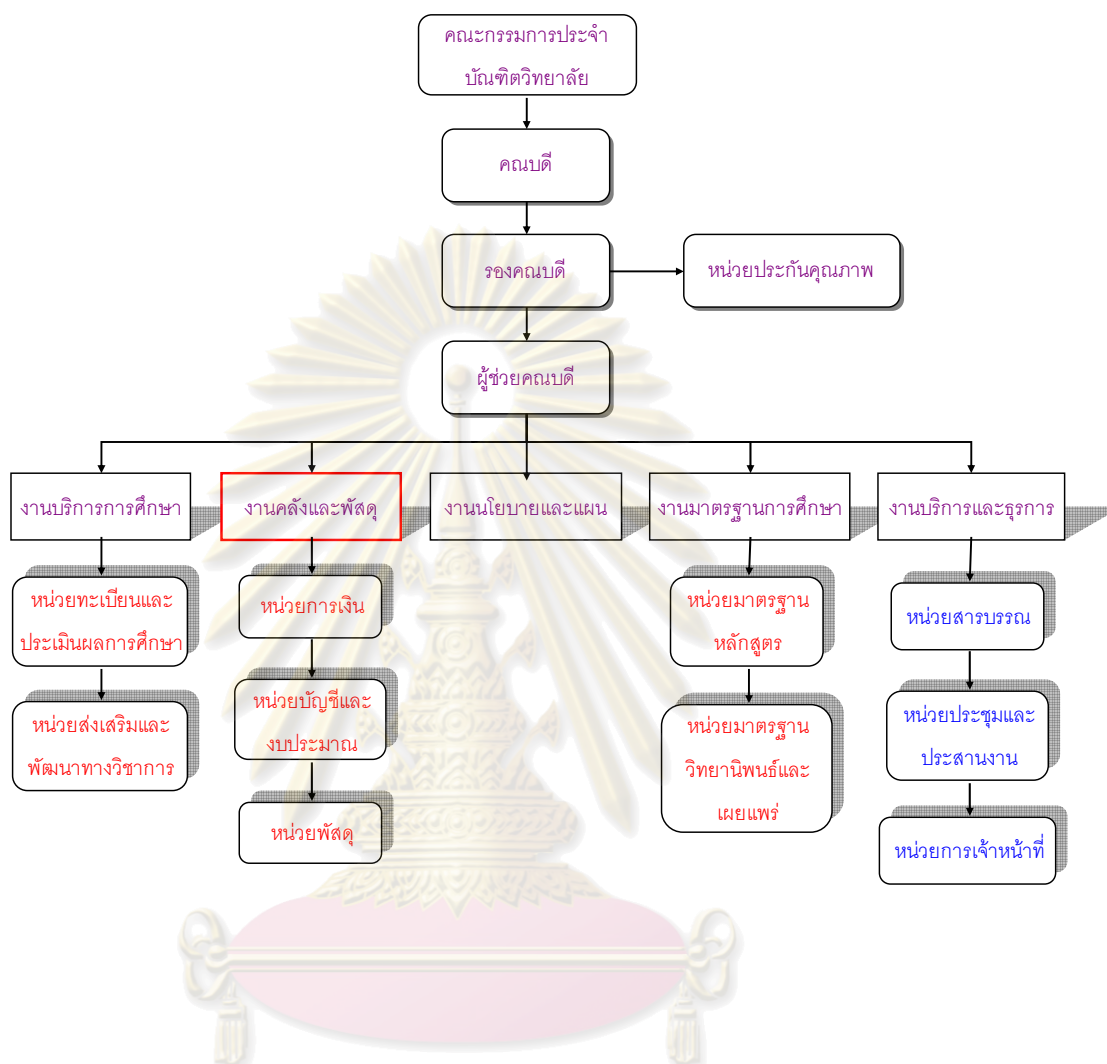 คณะกรรมการประจำ
บัณฑิตวิทยาลัย
คณบดี
รองคณบดี
หน่วยประกันคุณภาพ
ผู้ช่วยคณบดี
งานบริการการศึกษา
งานคลังและพัสดุ
งานนโยบายและแผน
งานมาตรฐานการศึกษา
งานบริการและธุรการ
หน่วยทะเบียนและ
ประเมินผลการศึกษา
หน่วยส่งเสริมและ
พัฒนาทางวิชาการ
หน่วยการเงิน
หน่วยบัญชีและ
งบประมาณ
หน่วยพัสดุ
หน่วยมาตรฐาน
หลักสูตร
หน่วยมาตรฐาน
วิทยานิพนธ์และ
เผยแพร่
หน่วยสารบรรณ
หน่วยประชุมและ
ประสานงาน
หน่วยการเจ้าหน้าที่